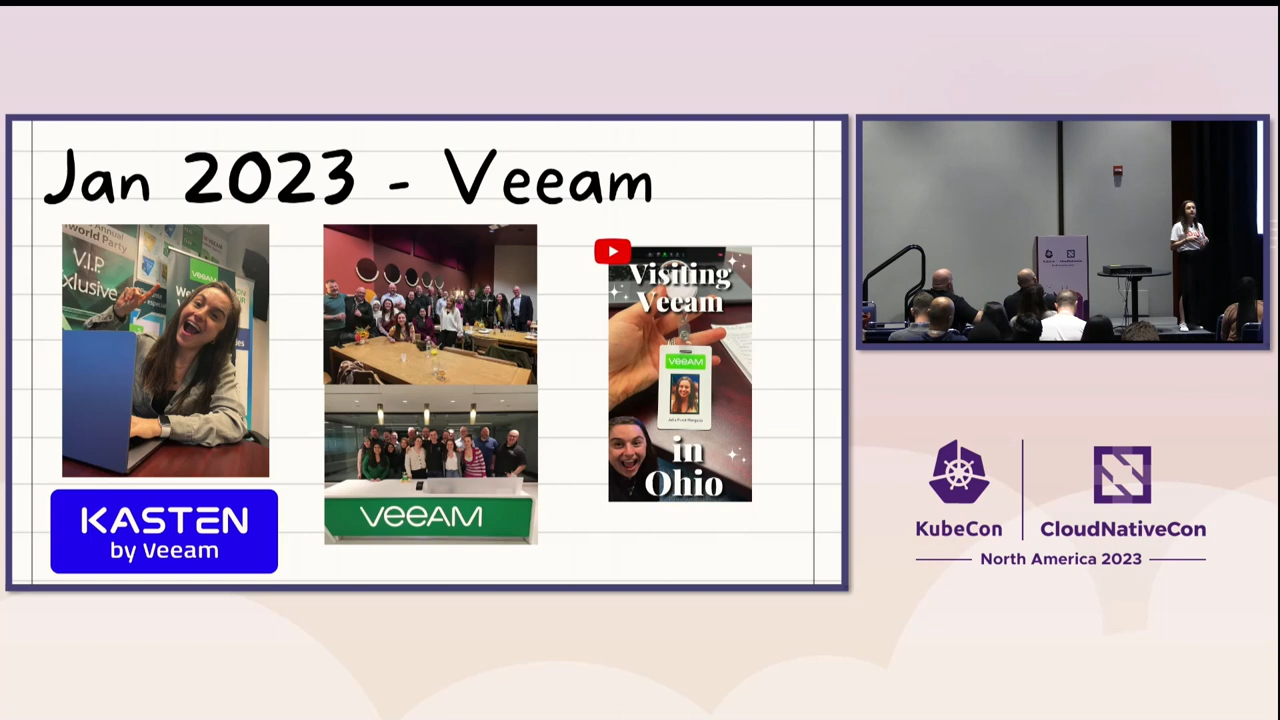 Jan 2023 - Veeam
World Party
V.I.P.
VEEAM
KASTEN
by Veeam
VEEAM
Visiting
Veeam
VEEAM
in
Ohio
KubeCon
CloudNativeCon
North America 2023